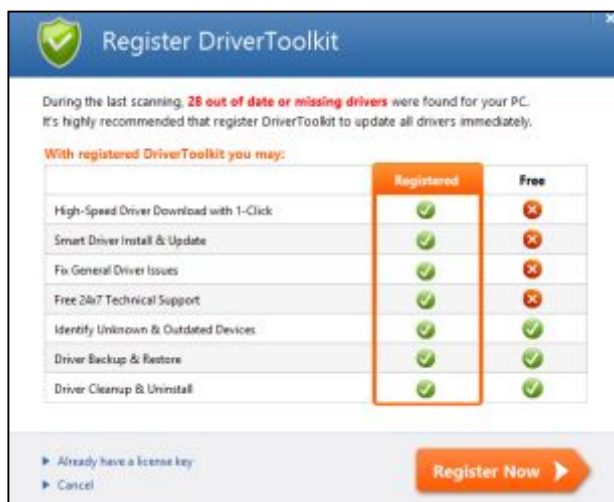 Register DriverToolkit
During the last scanning, 28 out of date or missing drivers were found for your PC.
It's highly recommended that register DriverToolkit to update all drivers immediately.
With registered DriverToolkit you may:
Registered Free
High-Speed Driver Download with 1-Click
Smart Driver Install & Update
Fix General Driver Issues
Free 24x7 Technical Support
Identify Unknown & Outdated Devices
Driver Backup & Restore
Driver Cleanup & Uninstall
Already have a license key
Cancel
Register Now